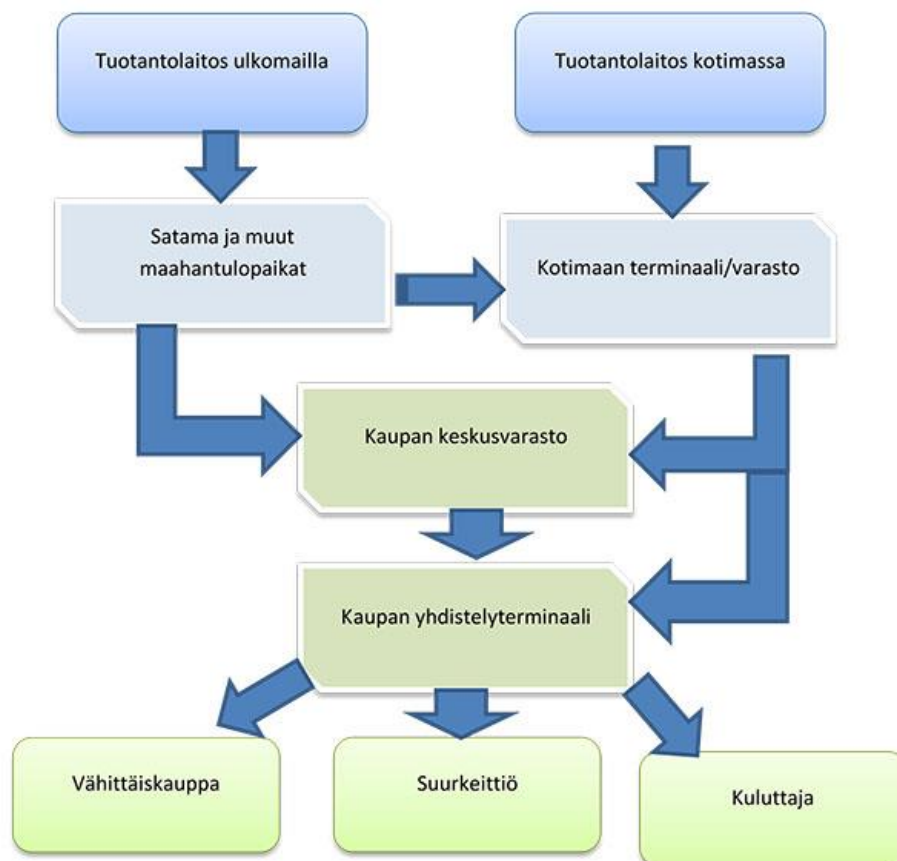 Tuotantolaitos ulkomailla
Tuotantolaitos kotimassa
Satama ja muut
maahantulopaikat
Kotimaan terminaali/varasto
Kaupan keskusvarasto
Kaupan yhdistelyterminaali
Vähittäiskauppa
Suurkeittiö
Kuluttaja